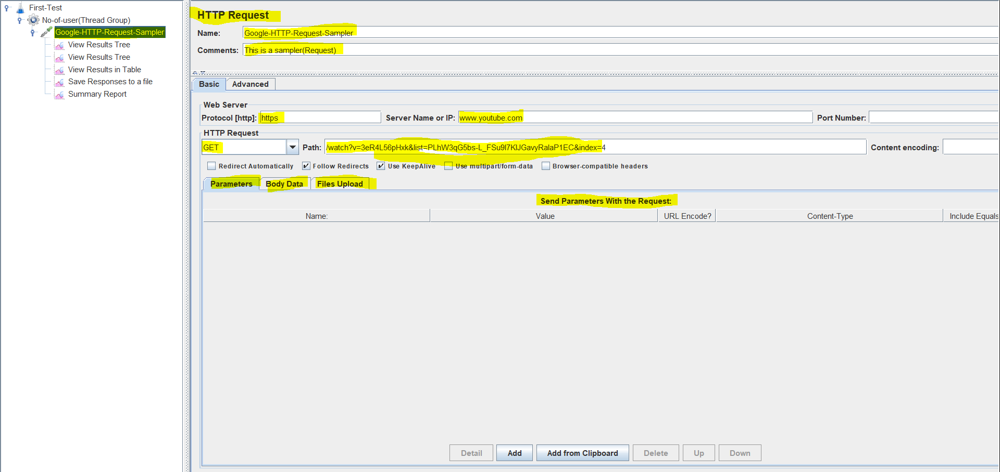 First-Test
No-of-user(Thread Group)
Google-HTTP-Request-Sampler
View Results Tree
View Results Tree
View Results in Table
Save Responses to a file
Summary Report
HTTP Request
Name: Google-HTTP-Request-Sampler
Comments: This is a sampler(Request)
Basic Advanced
Web Server
Protocol [http]: https Server Name or IP: www.youtube.com Port Number:
HTTP Request
GET Path: /watch?v=3eR4L56pHxk&list=PLhW3qG5bs-L_FSu9l7KlJGavyRalaP1EC&index=4 Content encoding:
Redirect Automatically Follow Redirects Use KeepAlive Use multipart/form-data Browser-compatible headers
Parameters Body Data Files Upload
Send Parameters With the Request:
Name: Value URL Encode? Content-Type Include Equals
Detail Add Add from Clipboard Delete Up Down